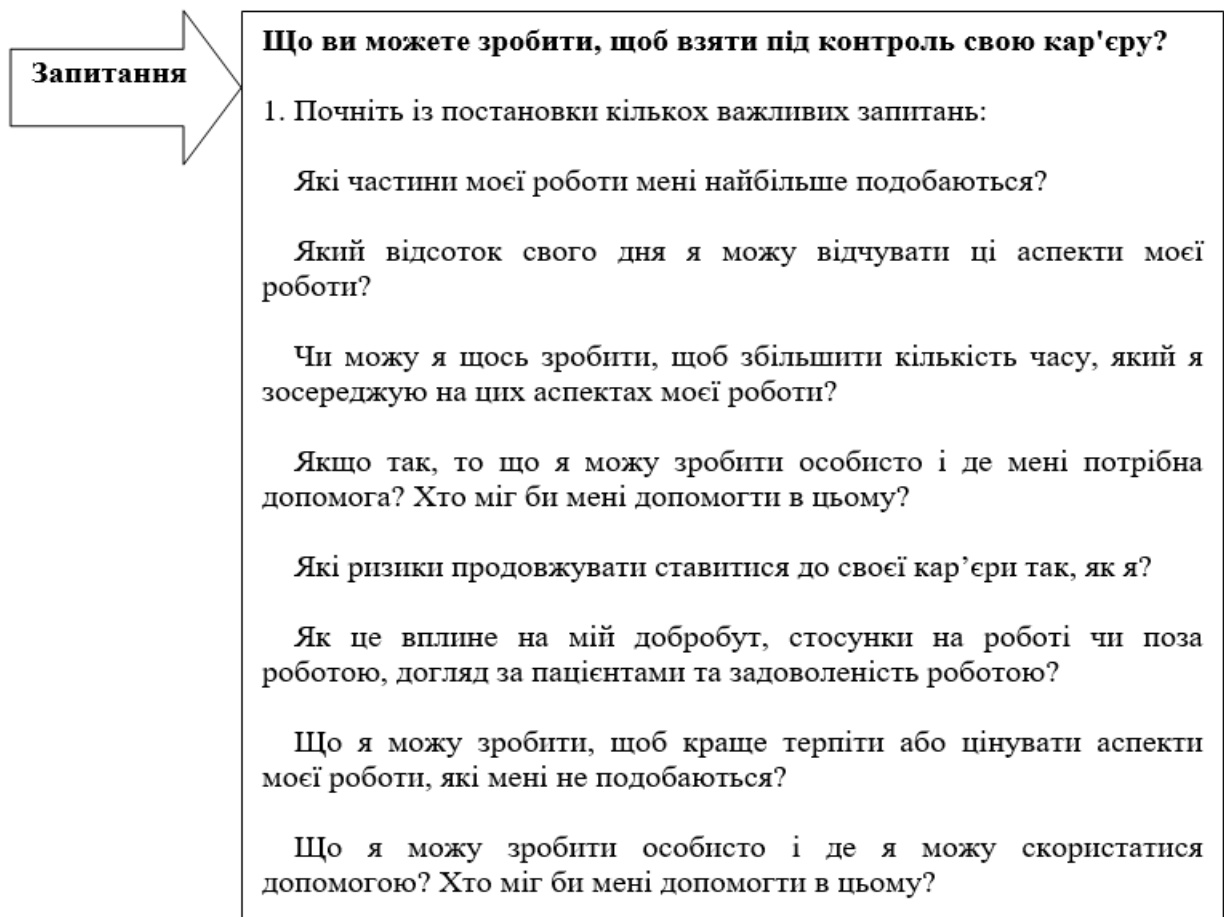 Запитання
Що ви можете зробити, щоб взяти під контроль свою кар'єру?
1. Почніть із постановки кількох важливих запитань:
Які частини моєї роботи мені найбільше подобаються?
Який відсоток свого дня я можу відчувати ці аспекти моєї
роботи?
Чи можу я щось зробити, щоб збільшити кількість часу, який я
зосереджую на цих аспектах моєї роботи?
Якщо так, то що я можу зробити особисто і де мені потрібна
допомога? Хто міг би мені допомогти в цьому?
Які ризики продовжувати ставитися до своєї кар’єри так, як я?
Як це вплине на мій добробут, стосунки на роботі чи поза
роботою, догляд за пацієнтами та задоволеність роботою?
Що я можу зробити, щоб краще терпіти або цінувати аспекти
моєї роботи, які мені не подобаються?
Що я можу зробити особисто і де я можу скористатися
допомогою? Хто міг би мені допомогти в цьому?